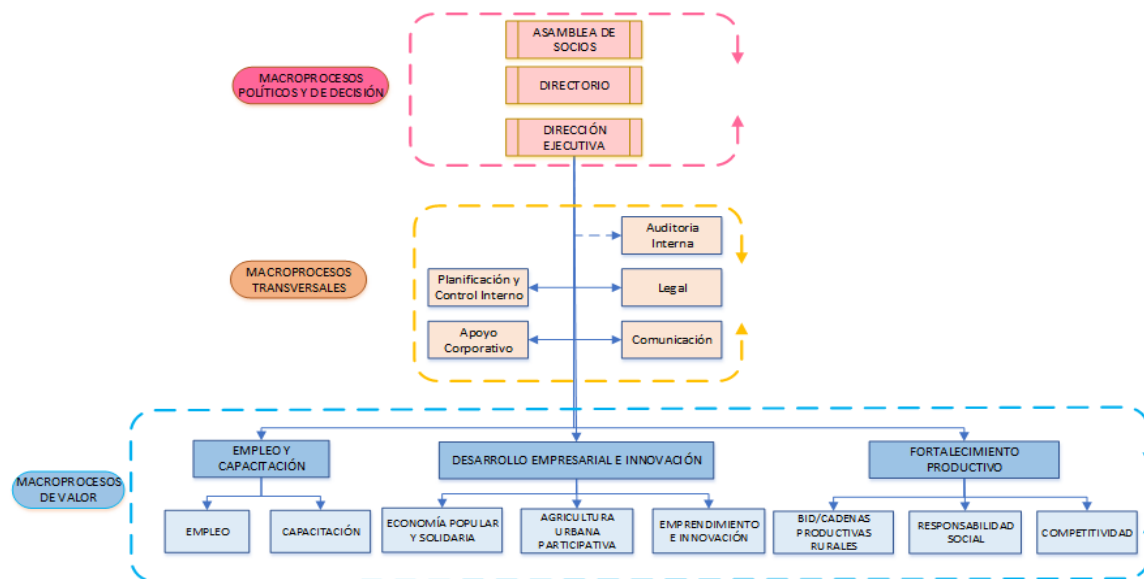 ASAMBLEA DE
SOCIOS
MACROPROCESOS
POLÍTICOS Y DE DECISIÓN
DIRECTORIO
DIRECCIÓN
EJECUTIVA
MACROPROCESOS
TRANSVERSALES
Auditoria
Interna
Planificación y
Control Interno
Legal
Apoyo
Corporativo
Comunicación
MACROPROCESOS
DE VALOR
EMPLEO Y
CAPACITACIÓN
DESARROLLO EMPRESARIAL E INNOVACIÓN
FORTALECIMIENTO
PRODUCTIVO
EMPLEO
CAPACITACIÓN
ECONOMÍA POPULAR
Y SOLIDARIA
AGRICULTURA
URBANA
PARTICIPATIVA
EMPRENDIMIENTO
E INNOVACIÓN
BID/CADENAS
PRODUCTIVAS
RURALES
RESPONSABILIDAD
SOCIAL
COMPETITIVIDAD